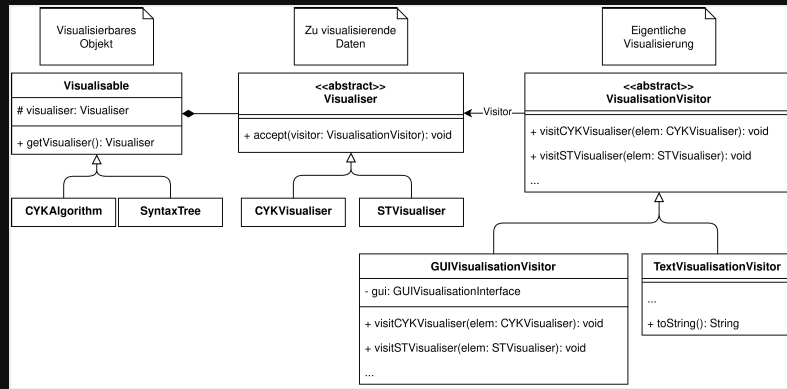 Visualisierbares
Objekt
Zu visualisierende
Daten
Eigentliche
Visualisierung
Visualisable
# visualiser: Visualiser
+ getVisualiser(): Visualiser
<<abstract>>
Visualiser
+ accept(visitor: VisualisationVisitor): void
Visitor
<<abstract>>
VisualisationVisitor
+ visitCYKVisualiser(elem: CYKVisualiser): void
+ visitSTVisualiser(elem: STVisualiser): void
...
CYKAlgorithm
SyntaxTree
CYKVisualiser
STVisualiser
GUIVisualisationVisitor
- gui: GUIVisualisationInterface
+ visitCYKVisualiser(elem: CYKVisualiser): void
+ visitSTVisualiser(elem: STVisualiser): void
...
TextVisualisationVisitor
...
+ toString(): String